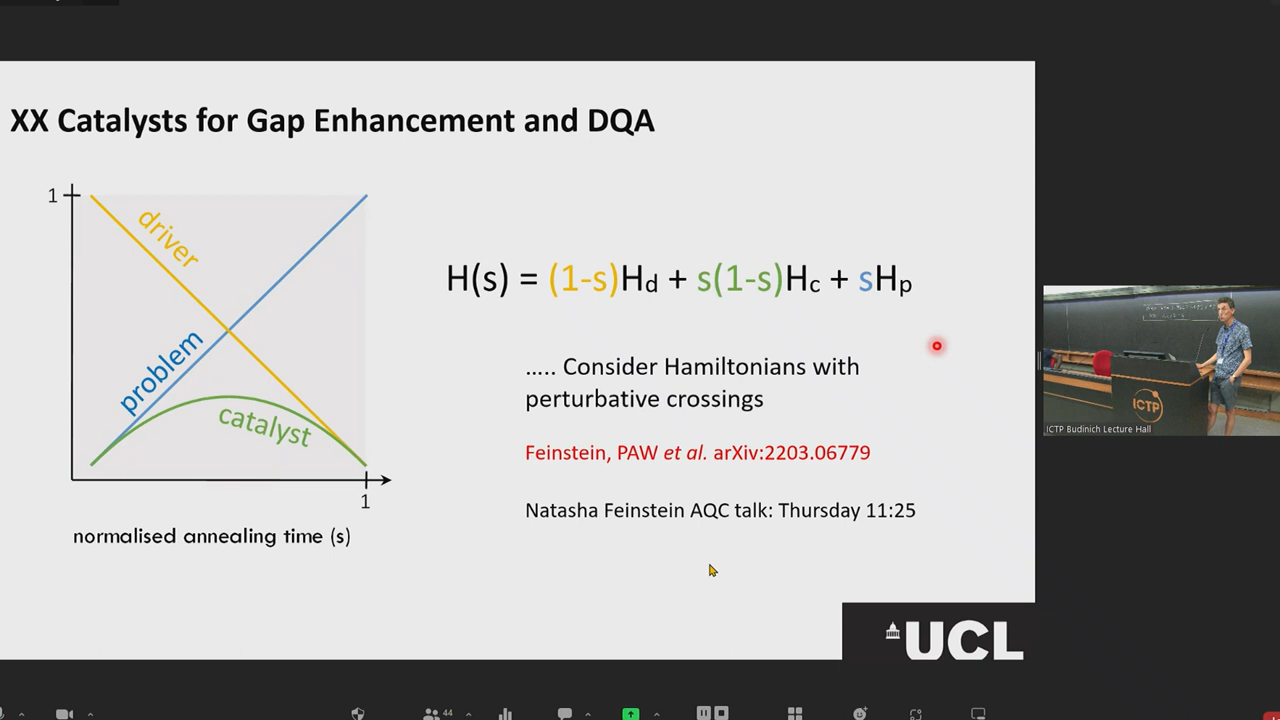 XX Catalysts for Gap Enhancement and DQA
1
driver
problem
catalyst
1
normalised annealing time (s)
H(s) = (1-s)Hd + s(1-s)Hc + sHp
..... Consider Hamiltonians with
perturbative crossings
Feinstein, PAW et al. arXiv:2203.06779
Natasha Feinstein AQC talk: Thursday 11:25
UCL
ICTP
ICTP Budinich Lecture Hall
44